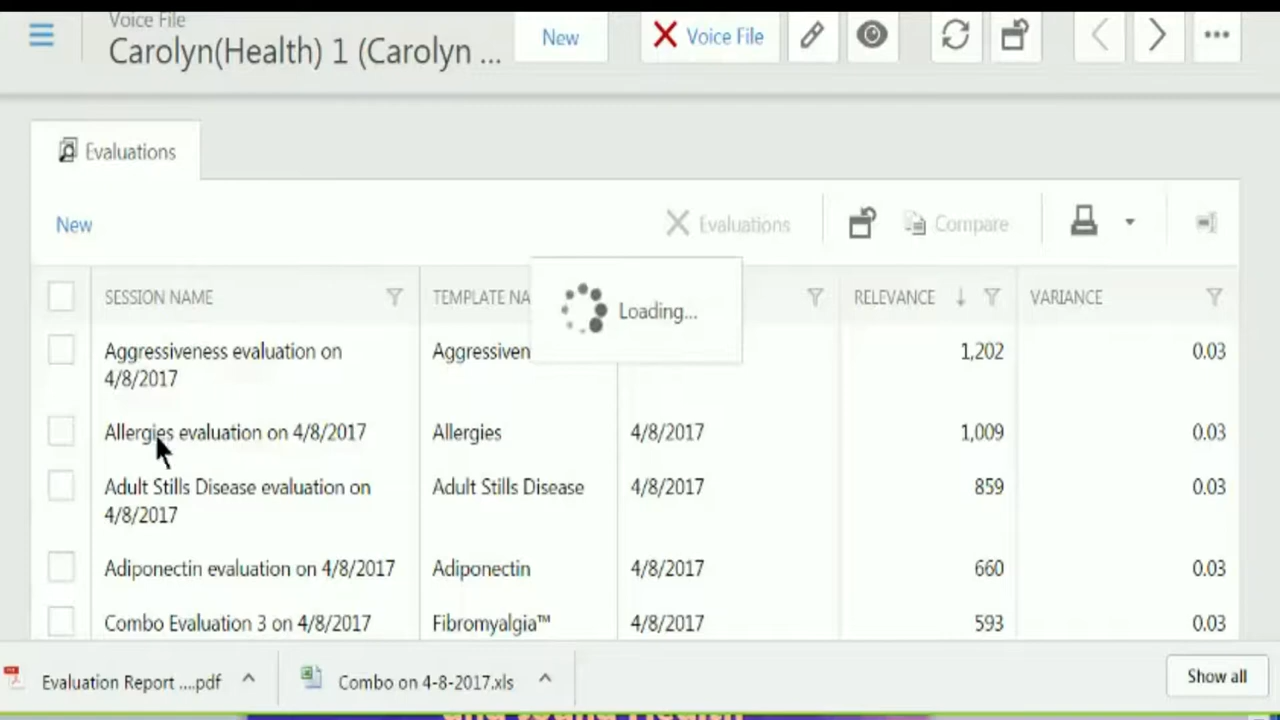 Voice File
Carolyn(Health) 1 (Carolyn ...
New
Voice File
Evaluations
New
Evaluations
Compare
SESSION NAME
TEMPLATE NA
RELEVANCE
VARIANCE
Loading...
Aggressiveness evaluation on
4/8/2017
Aggressiven
1,202
0.03
Allergies evaluation on 4/8/2017
Allergies
4/8/2017
1,009
0.03
Adult Stills Disease evaluation on
4/8/2017
Adult Stills Disease
4/8/2017
859
0.03
Adiponectin evaluation on 4/8/2017
Adiponectin
4/8/2017
660
0.03
Combo Evaluation 3 on 4/8/2017
Fibromyalgia™
4/8/2017
593
0.03
Evaluation Report ....pdf
Combo on 4-8-2017.xls
Show all
and Sound Health